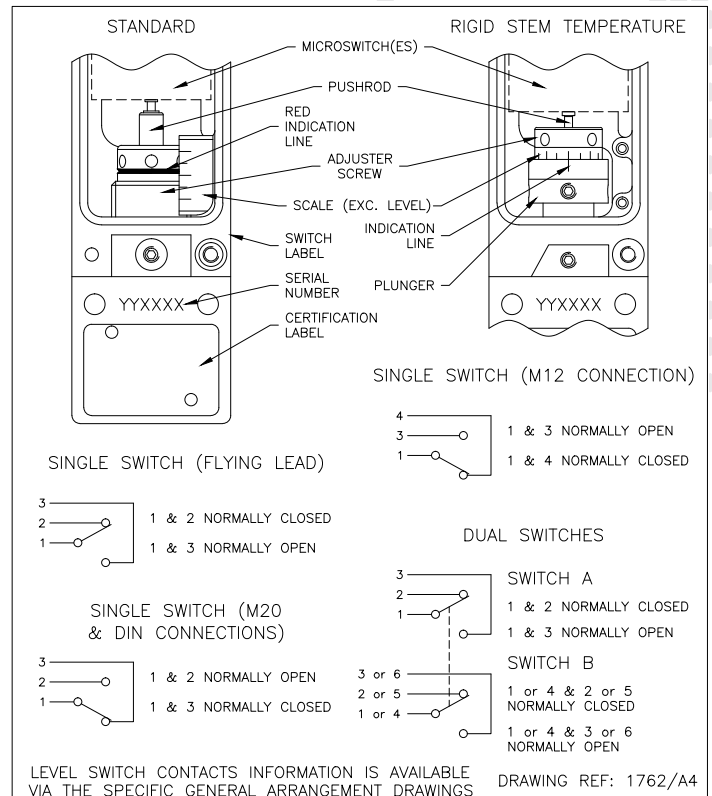 STANDARD
RIGID STEM TEMPERATURE
MICROSWITCH(ES)
PUSHROD
RED
INDICATION
LINE
ADJUSTER
SCREW
SCALE (EXC. LEVEL)
INDICATION
LINE
SWITCH
LABEL
SERIAL
NUMBER
PLUNGER
YYXXXX
YYXXXX
CERTIFICATION
LABEL
SINGLE SWITCH (M12 CONNECTION)
4
3
1
1 & 3 NORMALLY OPEN
1 & 4 NORMALLY CLOSED
SINGLE SWITCH (FLYING LEAD)
3
2
1
1 & 2 NORMALLY CLOSED
1 & 3 NORMALLY OPEN
DUAL SWITCHES
3
2
1
SWITCH A
1 & 2 NORMALLY CLOSED
1 & 3 NORMALLY OPEN
SINGLE SWITCH (M20
& DIN CONNECTIONS)
3
2
1
1 & 2 NORMALLY OPEN
1 & 3 NORMALLY CLOSED
SWITCH B
3 or 6
2 or 5
1 or 4
1 or 4 & 2 or 5
NORMALLY CLOSED
1 or 4 & 3 or 6
NORMALLY OPEN
LEVEL SWITCH CONTACTS INFORMATION IS AVAILABLE
VIA THE SPECIFIC GENERAL ARRANGEMENT DRAWINGS
DRAWING REF: 1762/A4